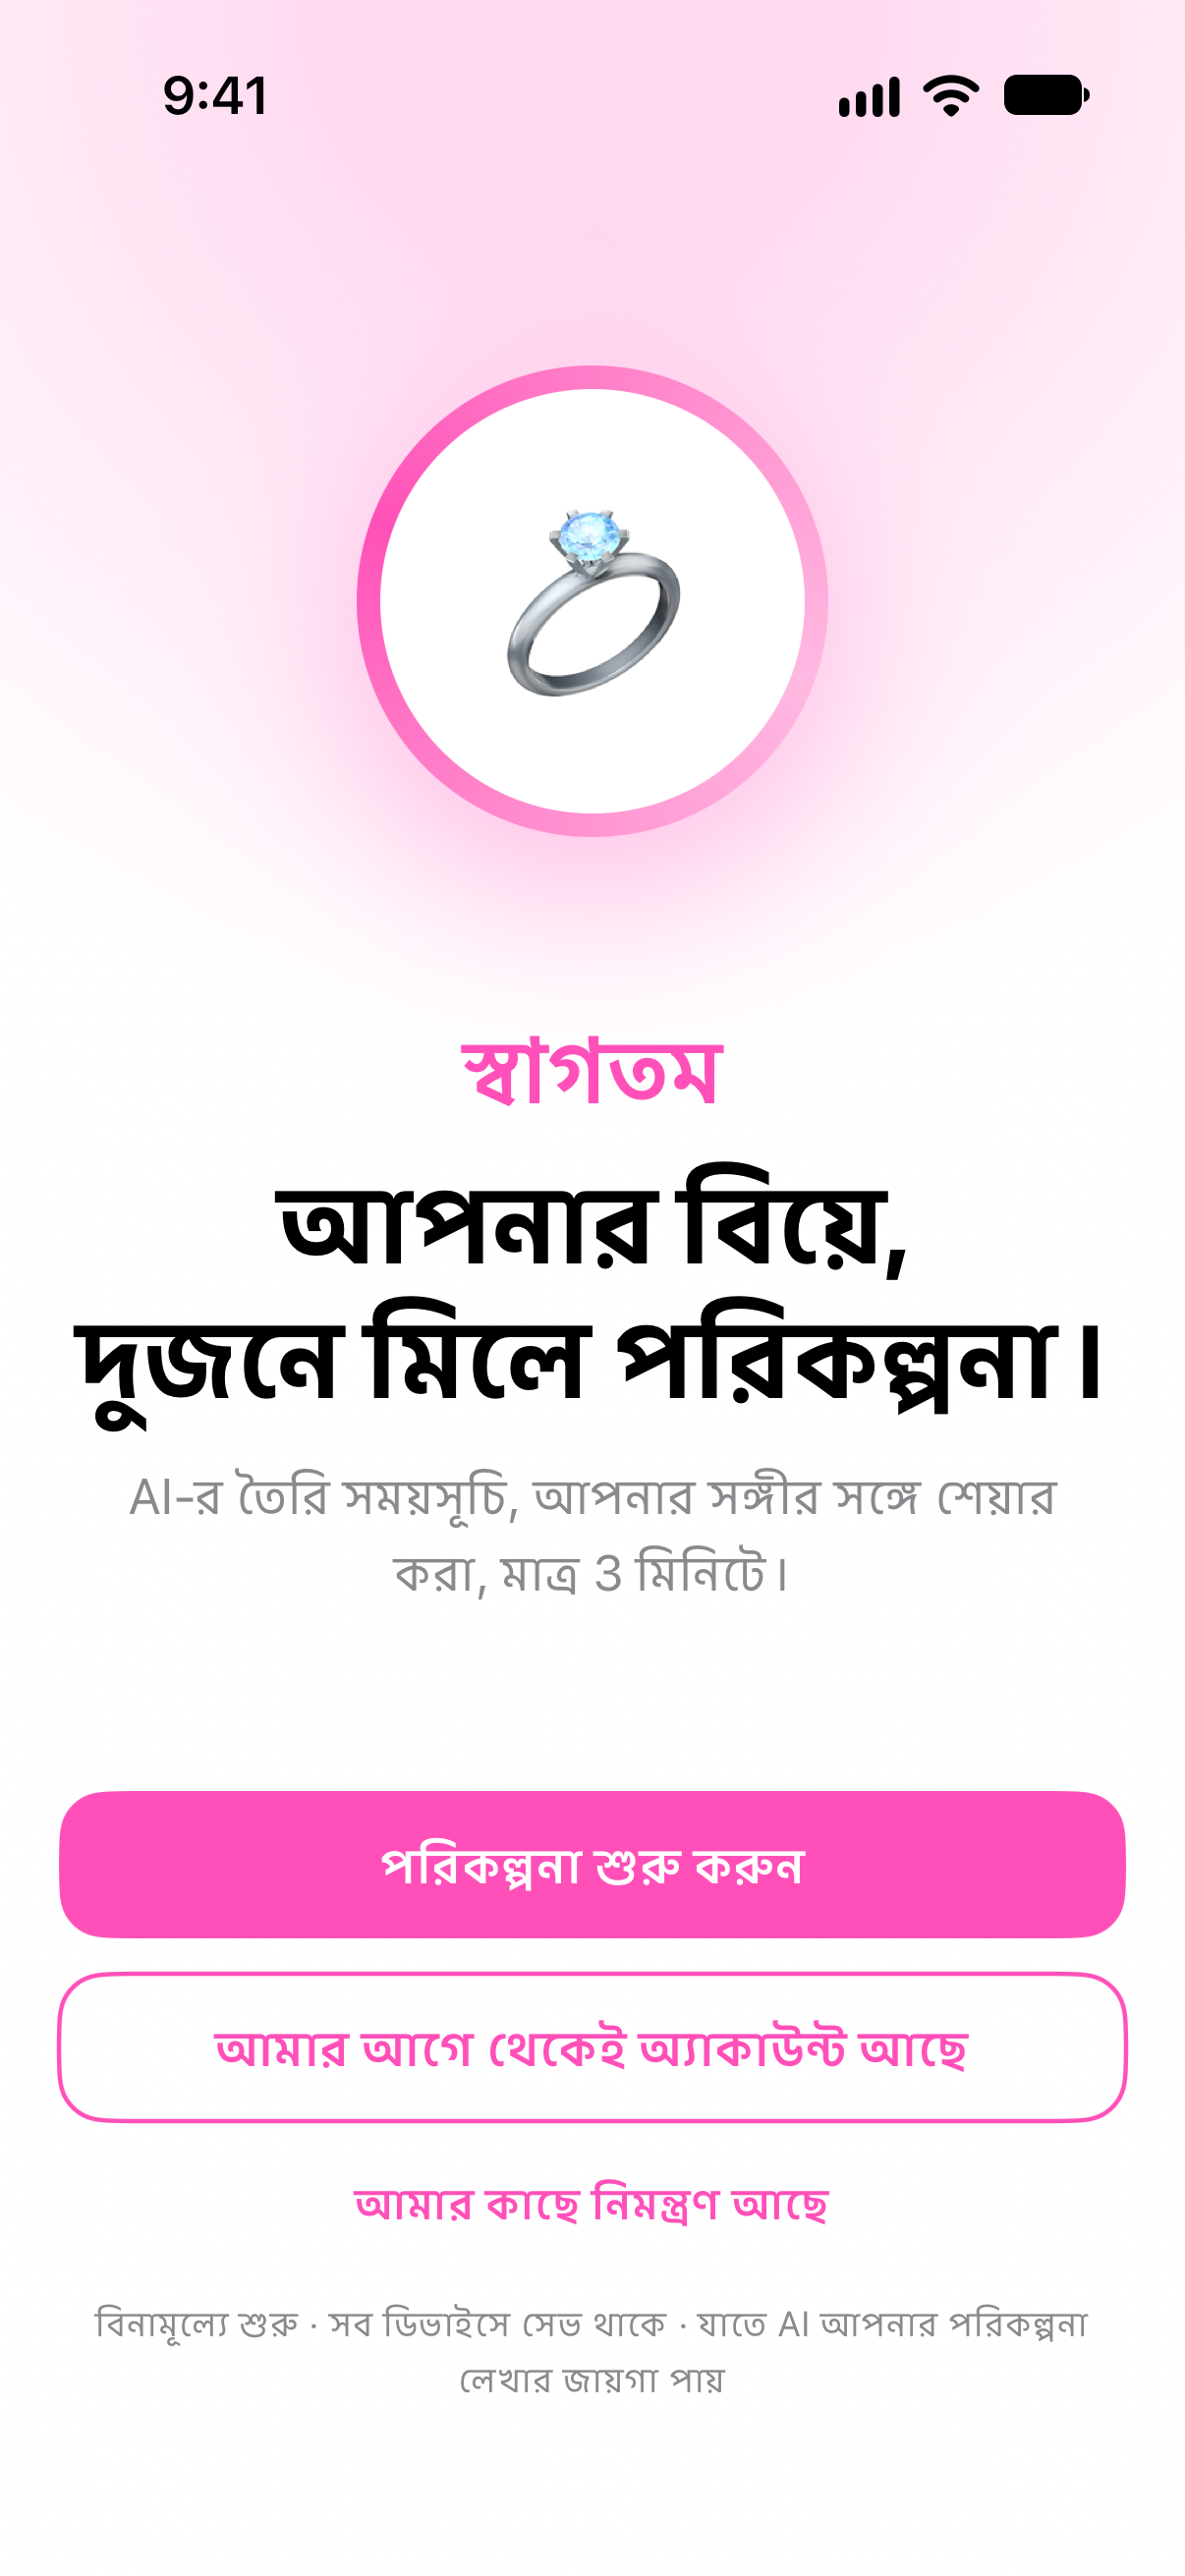 9:41
স্বাগতম
আপনার বিয়ে,
দুজনে মিলে পরিকল্পনা।
AI-র তৈরি সময়সূচি, আপনার সঙ্গীর সঙ্গে শেয়ার
করা, মাত্র 3 মিনিটে।
পরিকল্পনা শুরু করুন
আমার আগে থেকেই অ্যাকাউন্ট আছে
আমার কাছে নিমন্ত্রণ আছে
বিনামূল্যে শুরু · সব ডিভাইসে সেভ থাকে · যাতে AI আপনার পরিকল্পনা
লেখার জায়গা পায়